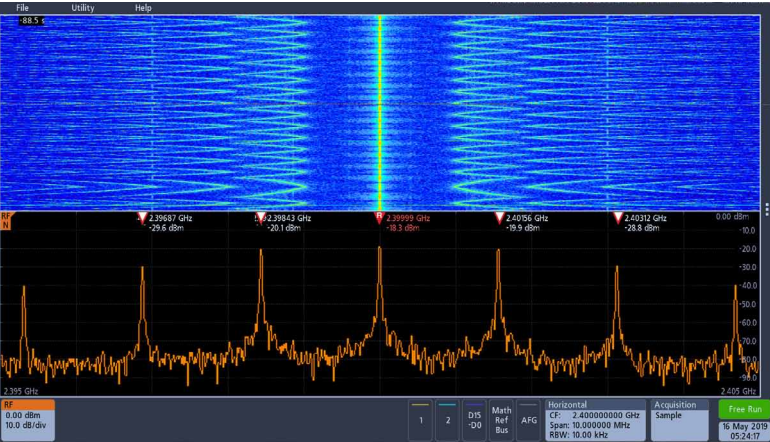 File Utility Help
-88.5 s
2.39687 GHz
-29.6 dBm
2.39843 GHz
-20.1 dBm
R
2.39999 GHz
-18.3 dBm
2.40156 GHz
-19.9 dBm
2.40312 GHz
-28.8 dBm
0.00 dBm
RF
N
-10.0
-20.0
-30.0
-40.0
-50.0
-60.0
-70.0
-80.0
-90.0
2.395 GHz
2.405 GHz
RF
0.00 dBm
10.0 dB/div
1
2
D15
-D0
Math
Ref
Bus
AFG
Horizontal
CF: 2.400000000 GHz
Span: 10.000000 MHz
RBW: 10.00 kHz
Acquisition
Sample
Free Run
16 May 2019
05:24:17